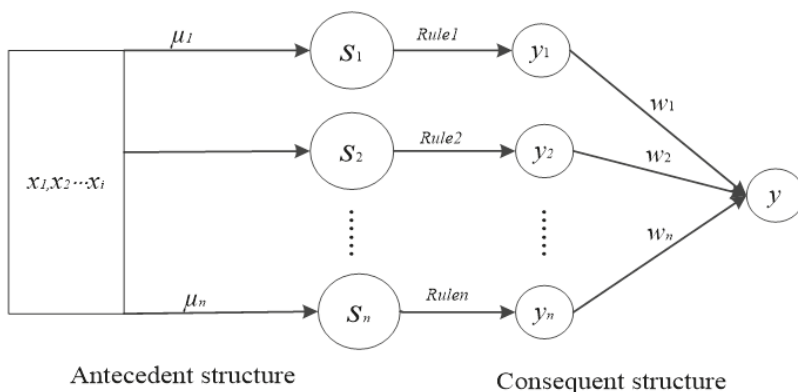 μ1 S1 Rule1 y1
w1
x1,x2···xi S2 Rule2 y2 w2 y
wn
μn Sn Rulen yn
Antecedent structure Consequent structure